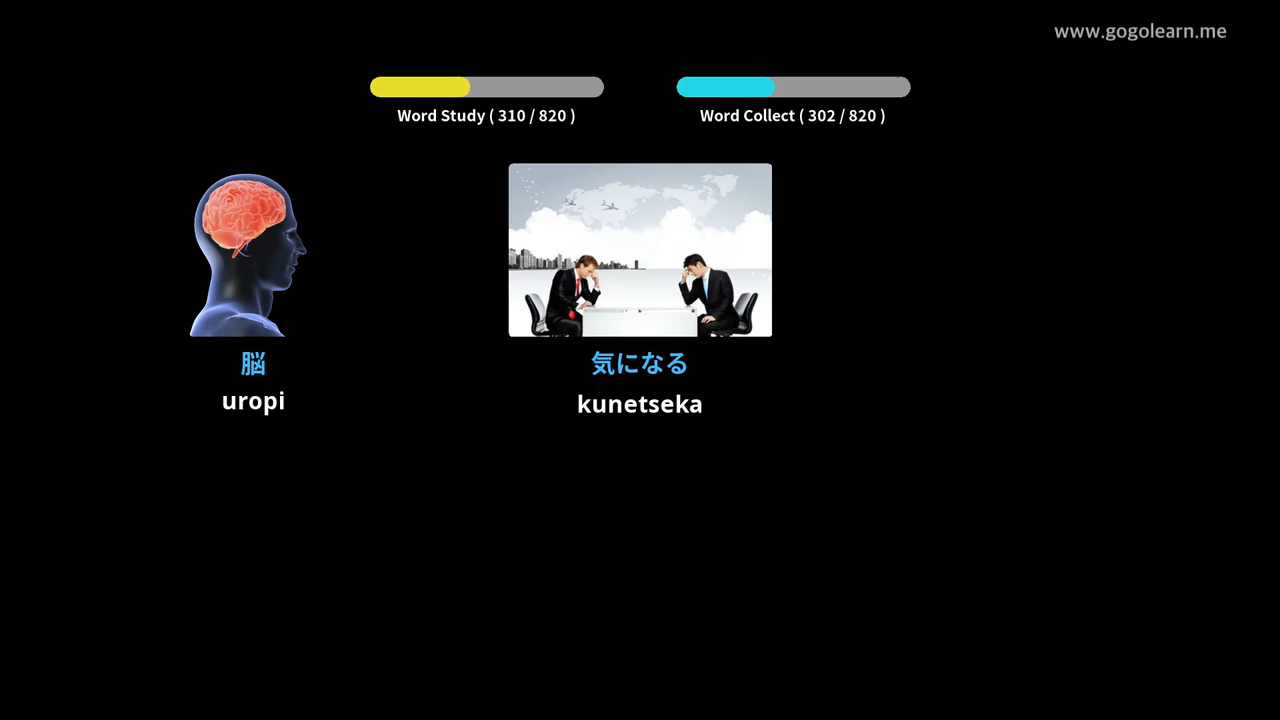 www.gogolearn.me
Word Study ( 310 / 820 )
Word Collect ( 302 / 820 )
脳
uropi
気になる
kunetseka